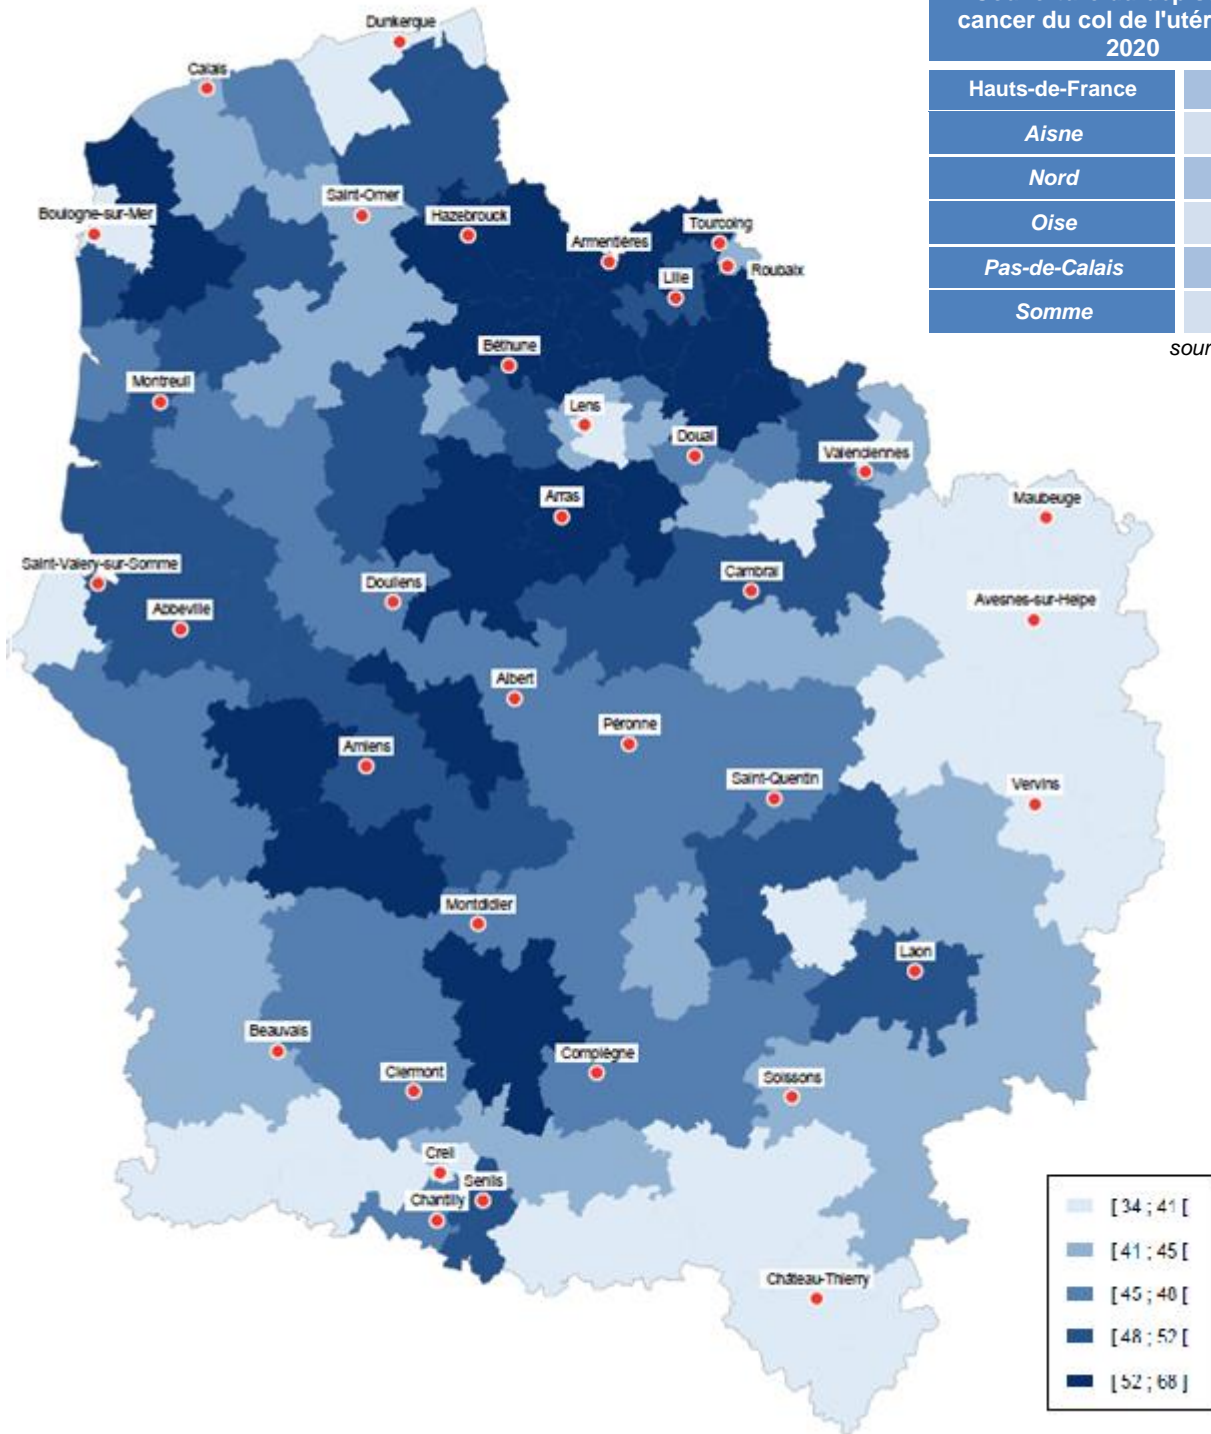 cancer du col de l'utér
2020
Hauts-de-France
Aisne
Nord
Oise
Pas-de-Calais
Somme
sour
Dunkerque
Calais
Saint-Omer
Boulogne-sur-Mer
Hazebrouck
Tourcoing
Armentières
Roubaix
Lille
Béthune
Montreuil
Lens
Douai
Valenciennes
Arras
Maubeuge
Saint-Valery-sur-Somme
Doullens
Cambrai
Abbeville
Avesnes-sur-Helpe
Albert
Péronne
Amiens
Saint-Quentin
Vervins
Montdidier
Laon
Beauvais
Compiègne
Clermont
Soissons
Creil
Senlis
Chantilly
Château-Thierry
[ 34 ; 41 [
[ 41 ; 45 [
[ 45 ; 48 [
[ 48 ; 52 [
[ 52 ; 68 ]